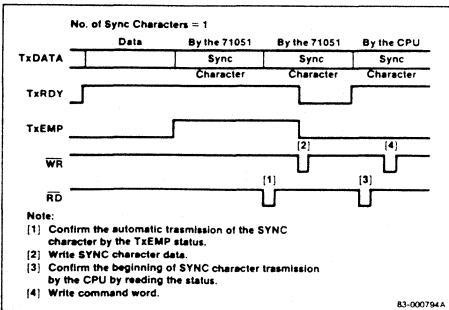 No. of Sync Characters = 1
Data By the 71051 By the 71051 By the CPU
TxDATA Sync Sync Sync
Character Character Character
TxRDY
TxEMP
[2] [4]
WR
[1] [3]
RD
Note:
[1] Confirm the automatic trasmission of the SYNC
character by the TxEMP status.
[2] Write SYNC character data.
[3] Confirm the beginning of SYNC character trasmission
by the CPU by reading the status.
[4] Write command word.
83-000794A